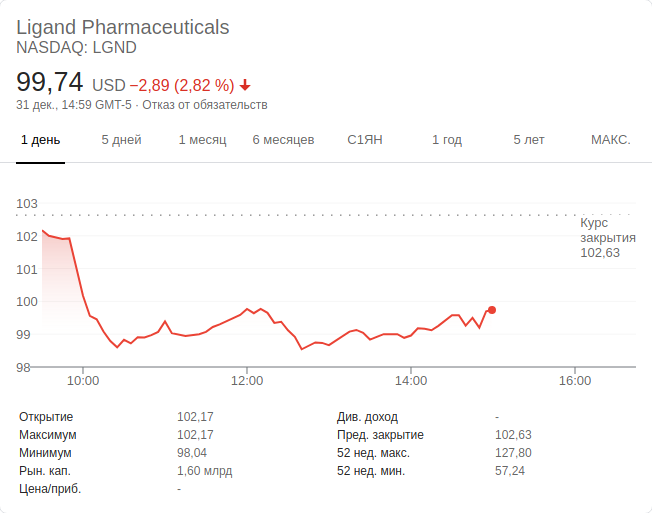 Ligand Pharmaceuticals
NASDAQ: LGND
99,74 USD −2,89 (2,82 %)
31 дек., 14:59 GMT-5 · Отказ от обязательств
1 день 5 дней 1 месяц 6 месяцев С1ЯН 1 год 5 лет МАКС.
103
102
101
100
99
98
Курс
закрытия
102,63
10:00 12:00 14:00 16:00
Открытие 102,17 Див. доход -
Максимум 102,17 Пред. закрытие 102,63
Минимум 98,04 52 нед. макс. 127,80
Рын. кап. 1,60 млрд 52 нед. мин. 57,24
Цена/приб. -